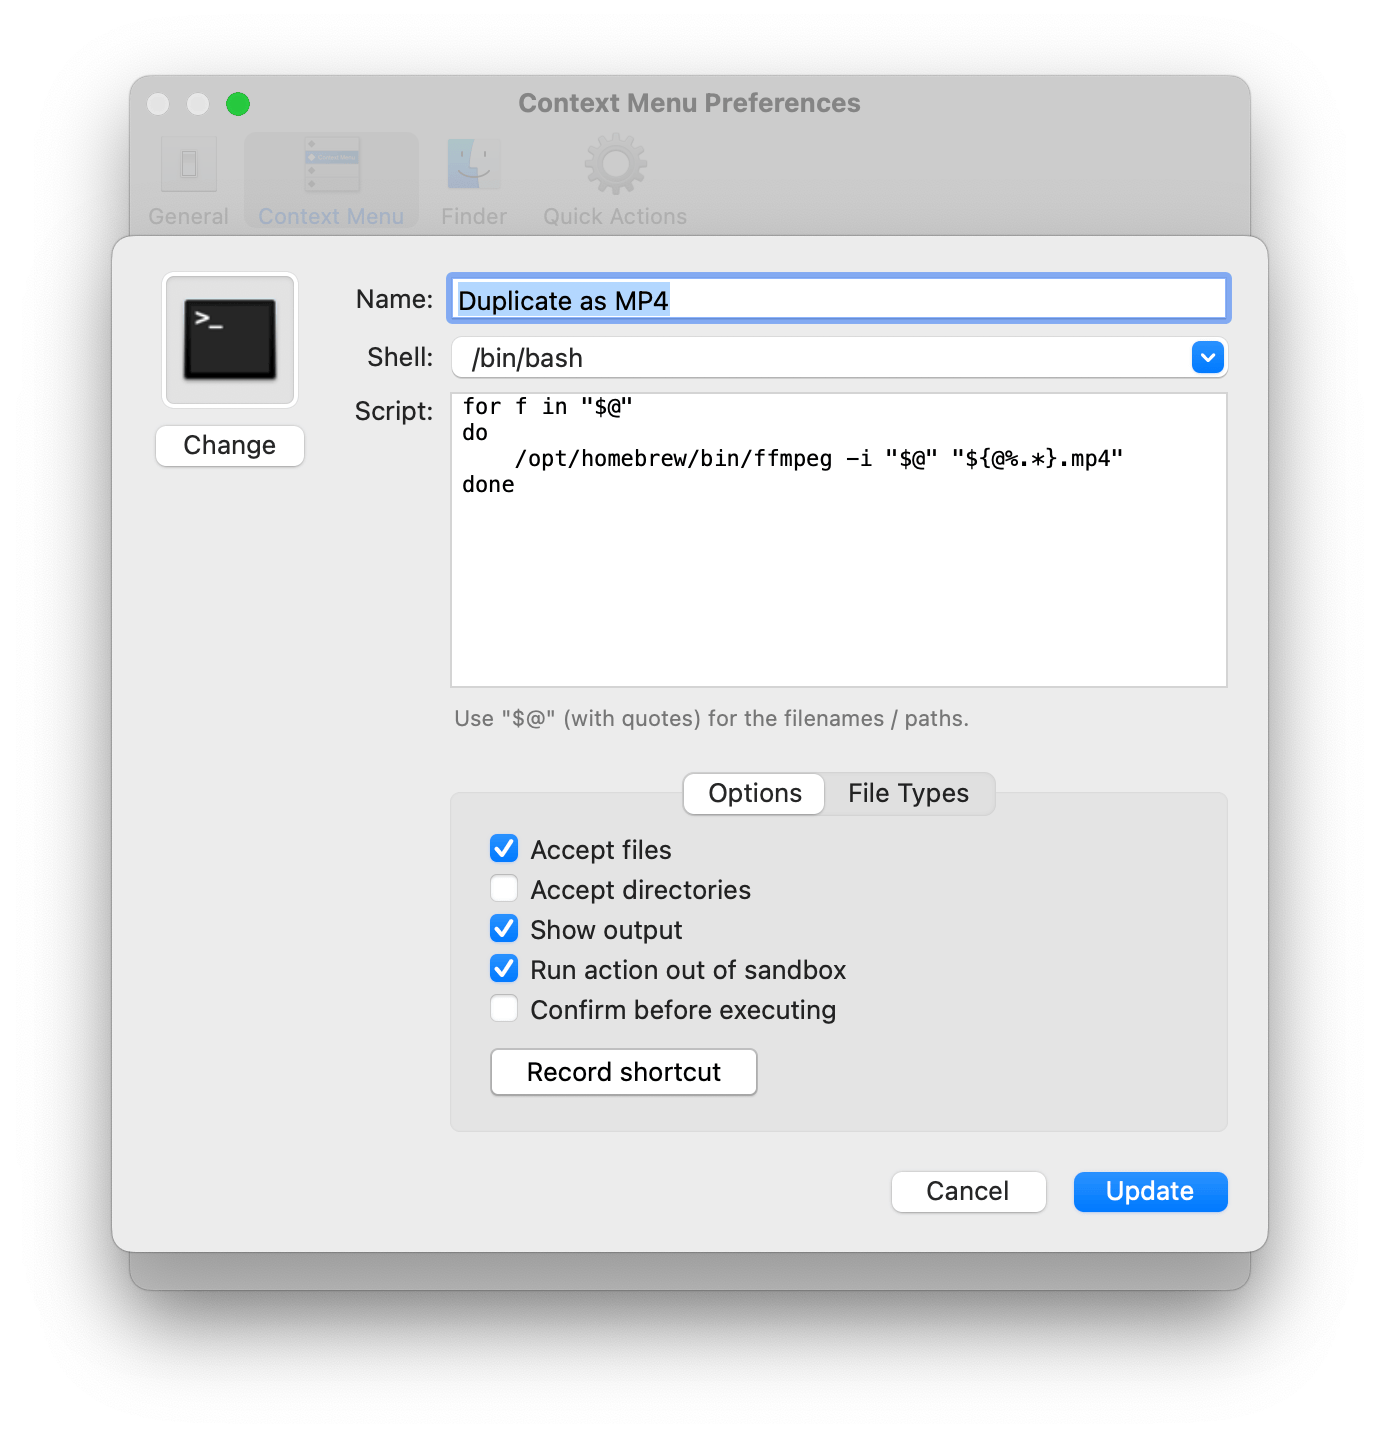 Context Menu Preferences
General
Context Menu
Finder
Quick Actions
>_
Name: Duplicate as MP4
Change
Shell: /bin/bash
Script:
for f in "$@"
do
    /opt/homebrew/bin/ffmpeg -i "$@" "${@%.*}.mp4"
done
Use "$@" (with quotes) for the filenames / paths.
Options File Types
Accept files
Accept directories
Show output
Run action out of sandbox
Confirm before executing
Record shortcut
Cancel Update